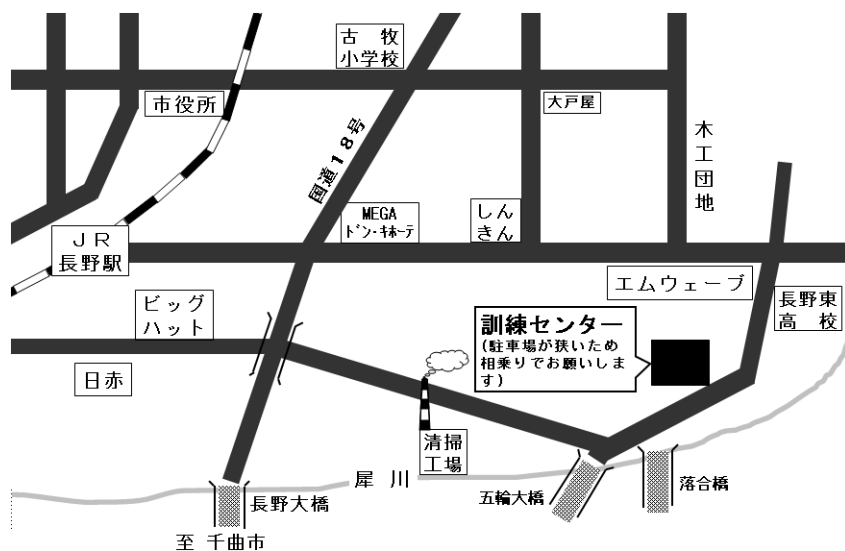 古　牧
小学校
市役所
大戸屋
木
工
団
地
国道１８号
MEGA
ﾄﾞﾝ･ｷﾎｰﾃ
しん
きん
ＪＲ
長野駅
エムウェーブ
長野東
高　校
ビッグ
ハット
訓練センター
(駐車場が狭いため
相乗りでお願いしま
す)
日赤
清掃
工場
犀 川
長野大橋
五輪大橋
落合橋
至 千曲市